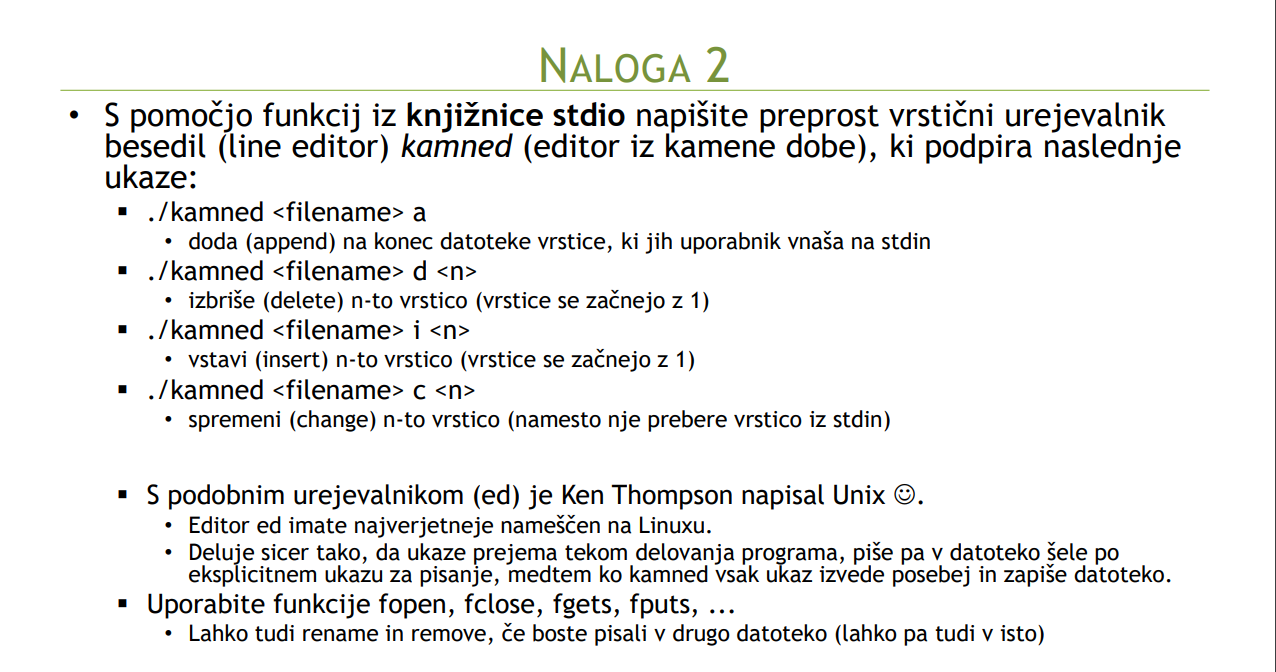 NALOGA 2
• S pomočjo funkcij iz knjižnice stdio napišite preprost vrstični urejevalnik
besedil (line editor) kamned (editor iz kamene dobe), ki podpira naslednje
ukaze:
▪ ./kamned <filename> a
• doda (append) na konec datoteke vrstice, ki jih uporabnik vnaša na stdin
▪ ./kamned <filename> d <n>
• izbriše (delete) n-to vrstico (vrstice se začnejo z 1)
▪ ./kamned <filename> i <n>
• vstavi (insert) n-to vrstico (vrstice se začnejo z 1)
▪ ./kamned <filename> c <n>
• spremeni (change) n-to vrstico (namesto nje prebere vrstico iz stdin)
▪ S podobnim urejevalnikom (ed) je Ken Thompson napisal Unix ☺.
• Editor ed imate najverjetneje nameščen na Linuxu.
• Deluje sicer tako, da ukaze prejema tekom delovanja programa, piše pa v datoteko šele po
eksplicitnem ukazu za pisanje, medtem ko kamned vsak ukaz izvede posebej in zapiše datoteko.
▪ Uporabite funkcije fopen, fclose, fgets, fputs, ...
• Lahko tudi rename in remove, če boste pisali v drugo datoteko (lahko pa tudi v isto)